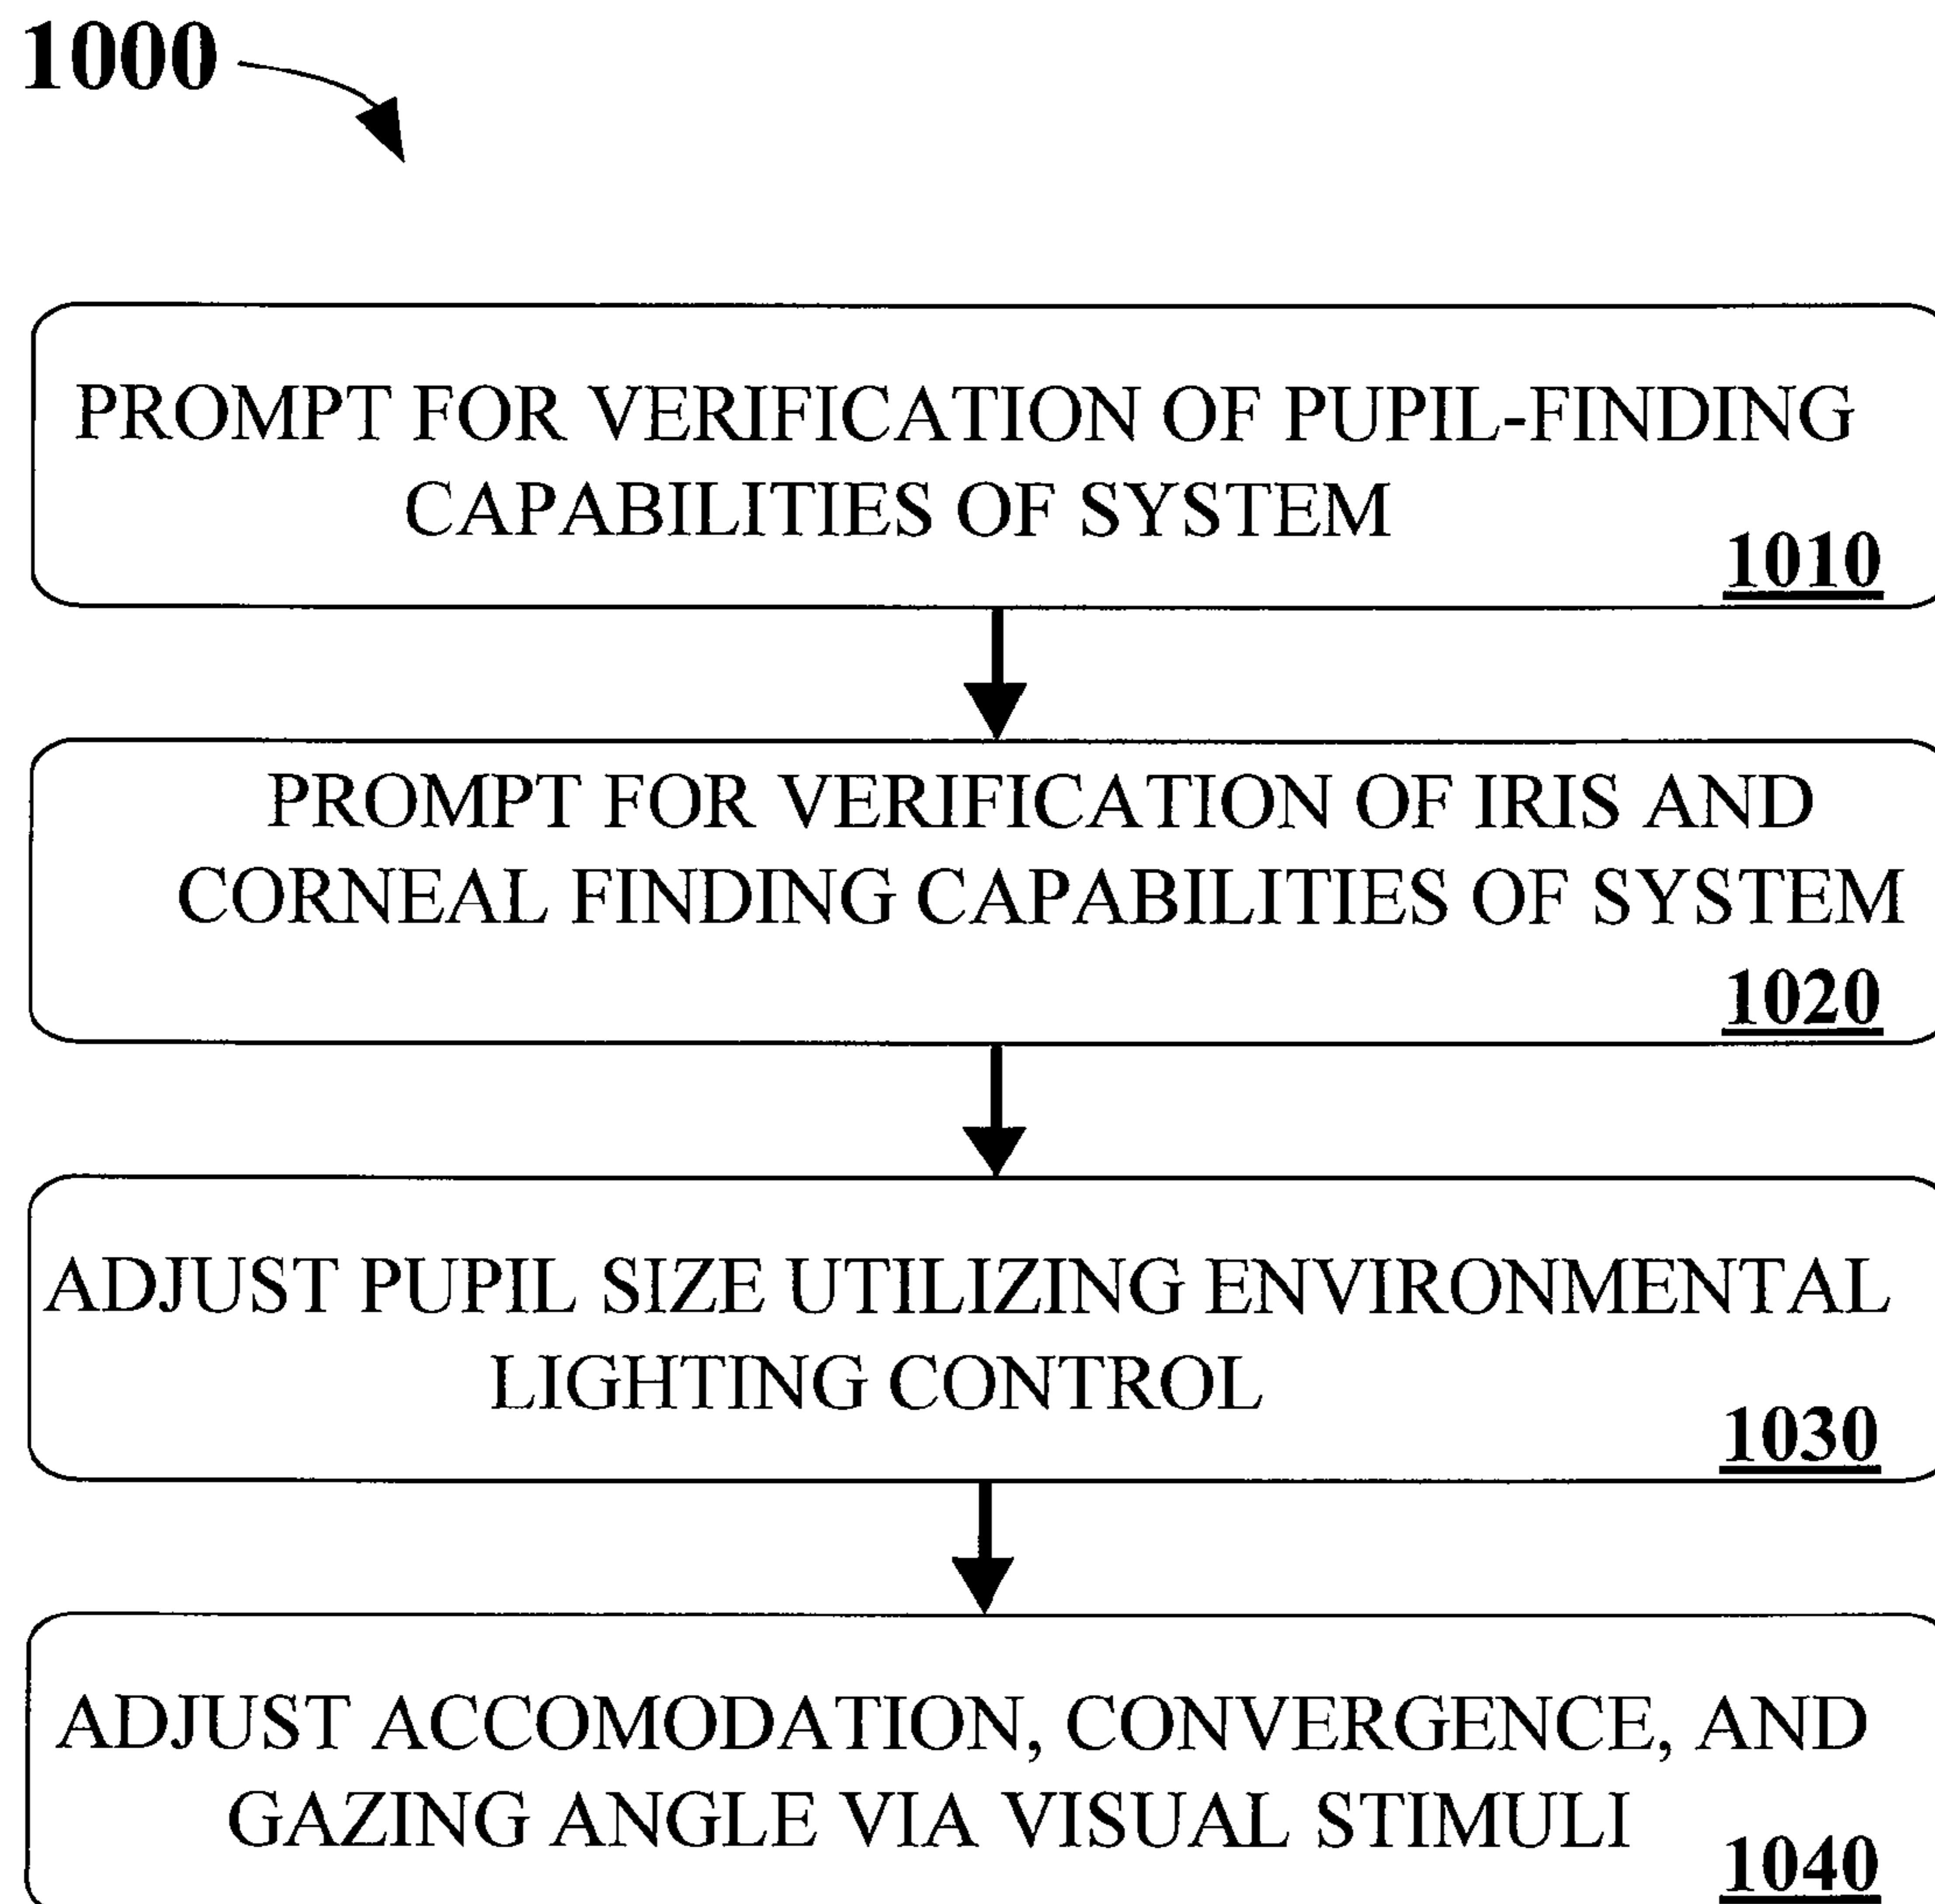 1000
PROMPT FOR VERIFICATION OF PUPIL-FINDING
CAPABILITIES OF SYSTEM
1010
PROMPT FOR VERIFICATION OF IRIS AND
CORNEAL FINDING CAPABILITIES OF SYSTEM
1020
ADJUST PUPIL SIZE UTILIZING ENVIRONMENTAL
LIGHTING CONTROL
1030
ADJUST ACCOMODATION, CONVERGENCE, AND
GAZING ANGLE VIA VISUAL STIMULI
1040